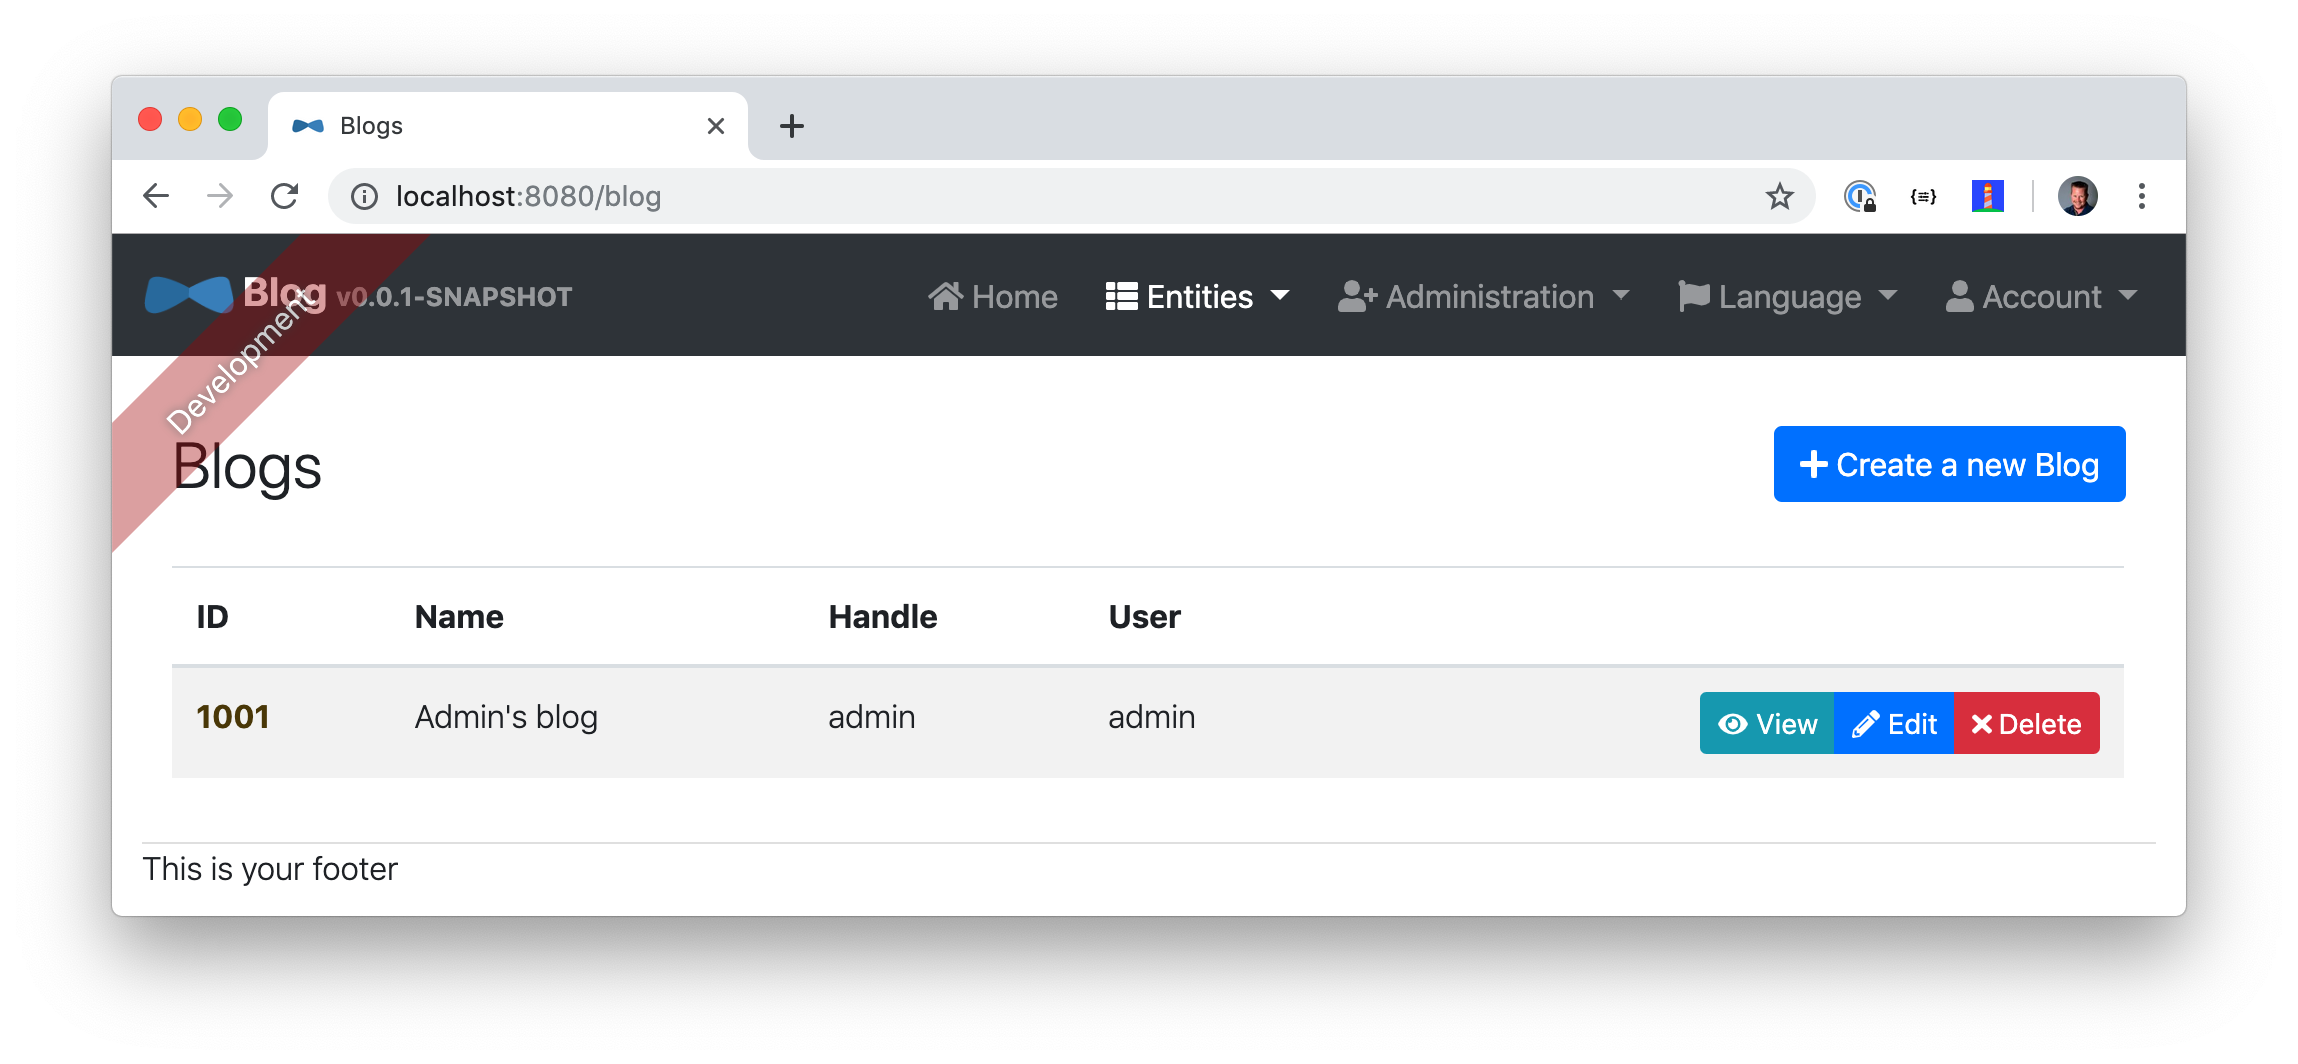 Blogs
localhost:8080/blog
Blog v0.0.1-SNAPSHOT Home Entities Administration Language Account
Development
Blogs Create a new Blog
ID Name Handle User
1001 Admin's blog admin admin View Edit Delete
This is your footer